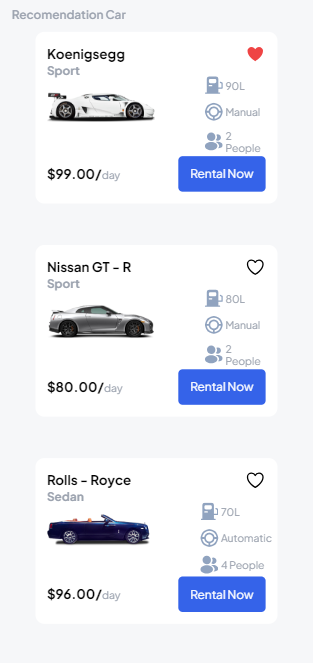 Recomendation Car
Koenigsegg
Sport
90L
Manual
2
People
$99.00/day
Rental Now
Nissan GT - R
Sport
80L
Manual
2
People
$80.00/day
Rental Now
Rolls - Royce
Sedan
70L
Automatic
4 People
$96.00/day
Rental Now